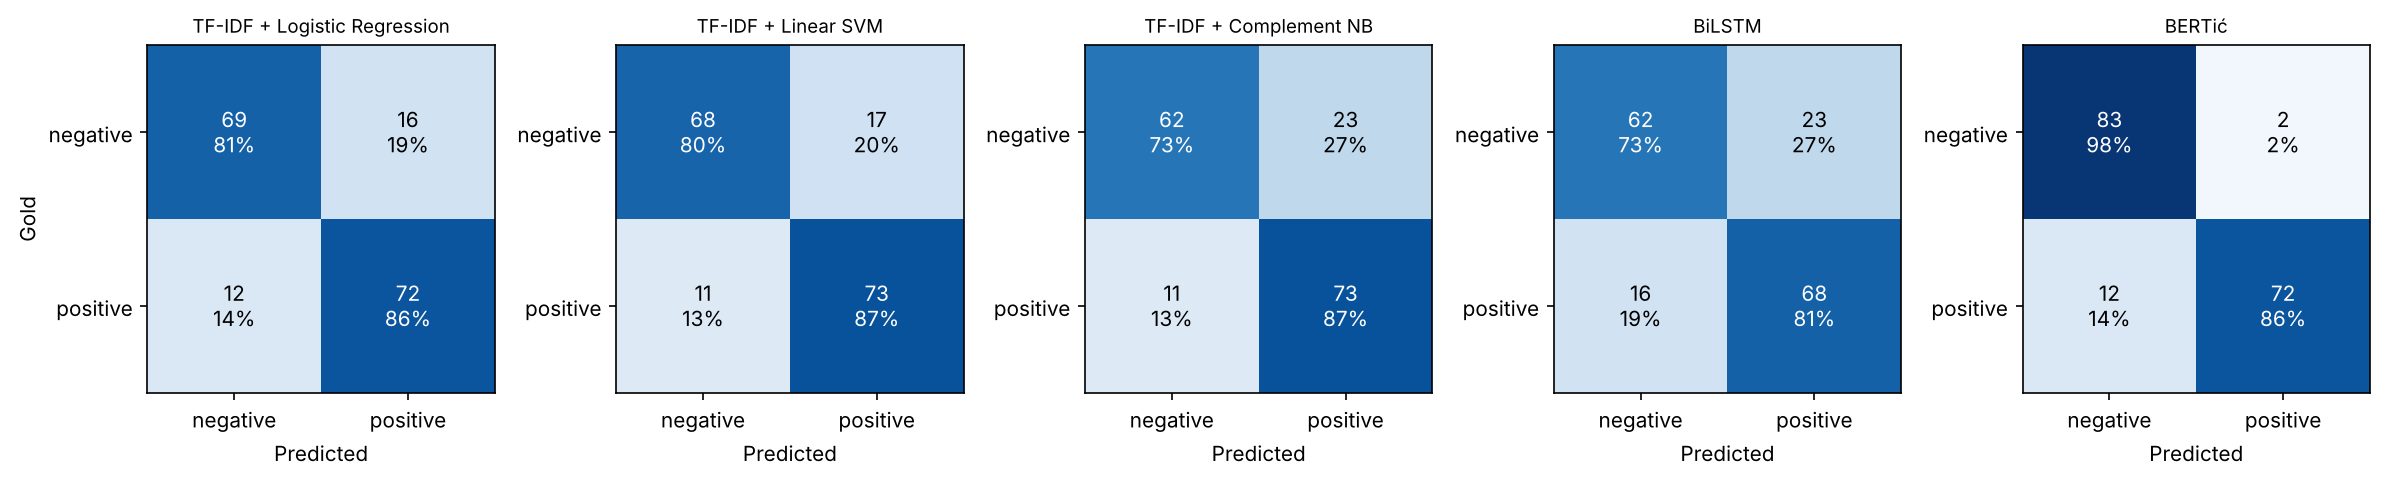 TF-IDF + Logistic Regression
negative
69
81%
16
19%
positive
12
14%
72
86%
negative
positive
Predicted
Gold
TF-IDF + Linear SVM
negative
68
80%
17
20%
positive
11
13%
73
87%
negative
positive
Predicted
TF-IDF + Complement NB
negative
62
73%
23
27%
positive
11
13%
73
87%
negative
positive
Predicted
BiLSTM
negative
62
73%
23
27%
positive
16
19%
68
81%
negative
positive
Predicted
BERTić
negative
83
98%
2
2%
positive
12
14%
72
86%
negative
positive
Predicted